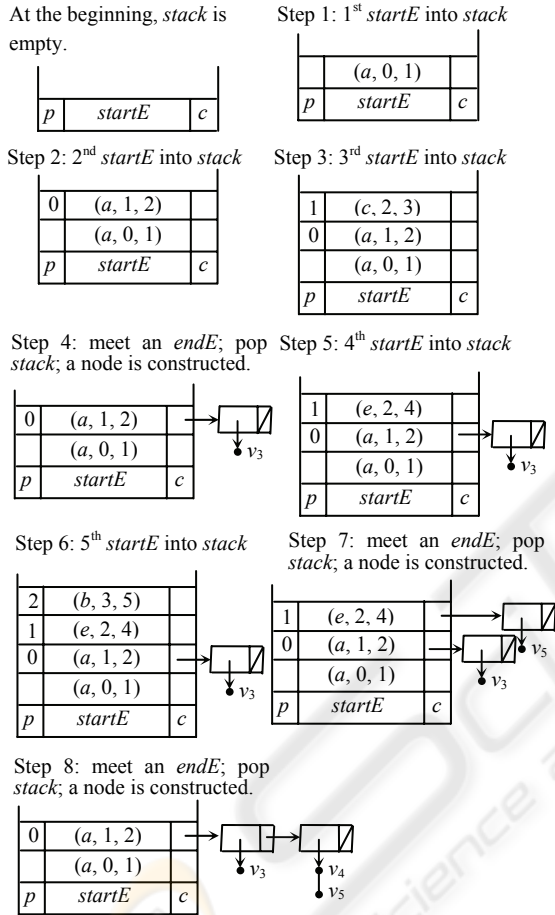 At the beginning, stack is
empty.
p startE c
Step 1: 1st startE into stack
(a, 0, 1)
p startE c
Step 2: 2nd startE into stack
0 (a, 1, 2)
(a, 0, 1)
p startE c
Step 3: 3rd startE into stack
1 (c, 2, 3)
0 (a, 1, 2)
(a, 0, 1)
p startE c
Step 4: meet an endE; pop
stack; a node is constructed.
0 (a, 1, 2)
v3
(a, 0, 1)
p startE c
Step 5: 4th startE into stack
1 (e, 2, 4)
0 (a, 1, 2)
v3
(a, 0, 1)
p startE c
Step 6: 5th startE into stack
2 (b, 3, 5)
1 (e, 2, 4)
0 (a, 1, 2)
v3
(a, 0, 1)
p startE c
Step 7: meet an endE; pop
stack; a node is constructed.
1 (e, 2, 4)
v5
0 (a, 1, 2)
v3
(a, 0, 1)
p startE c
Step 8: meet an endE; pop
stack; a node is constructed.
0 (a, 1, 2)
v3 v4
(a, 0, 1)
v5
p startE c